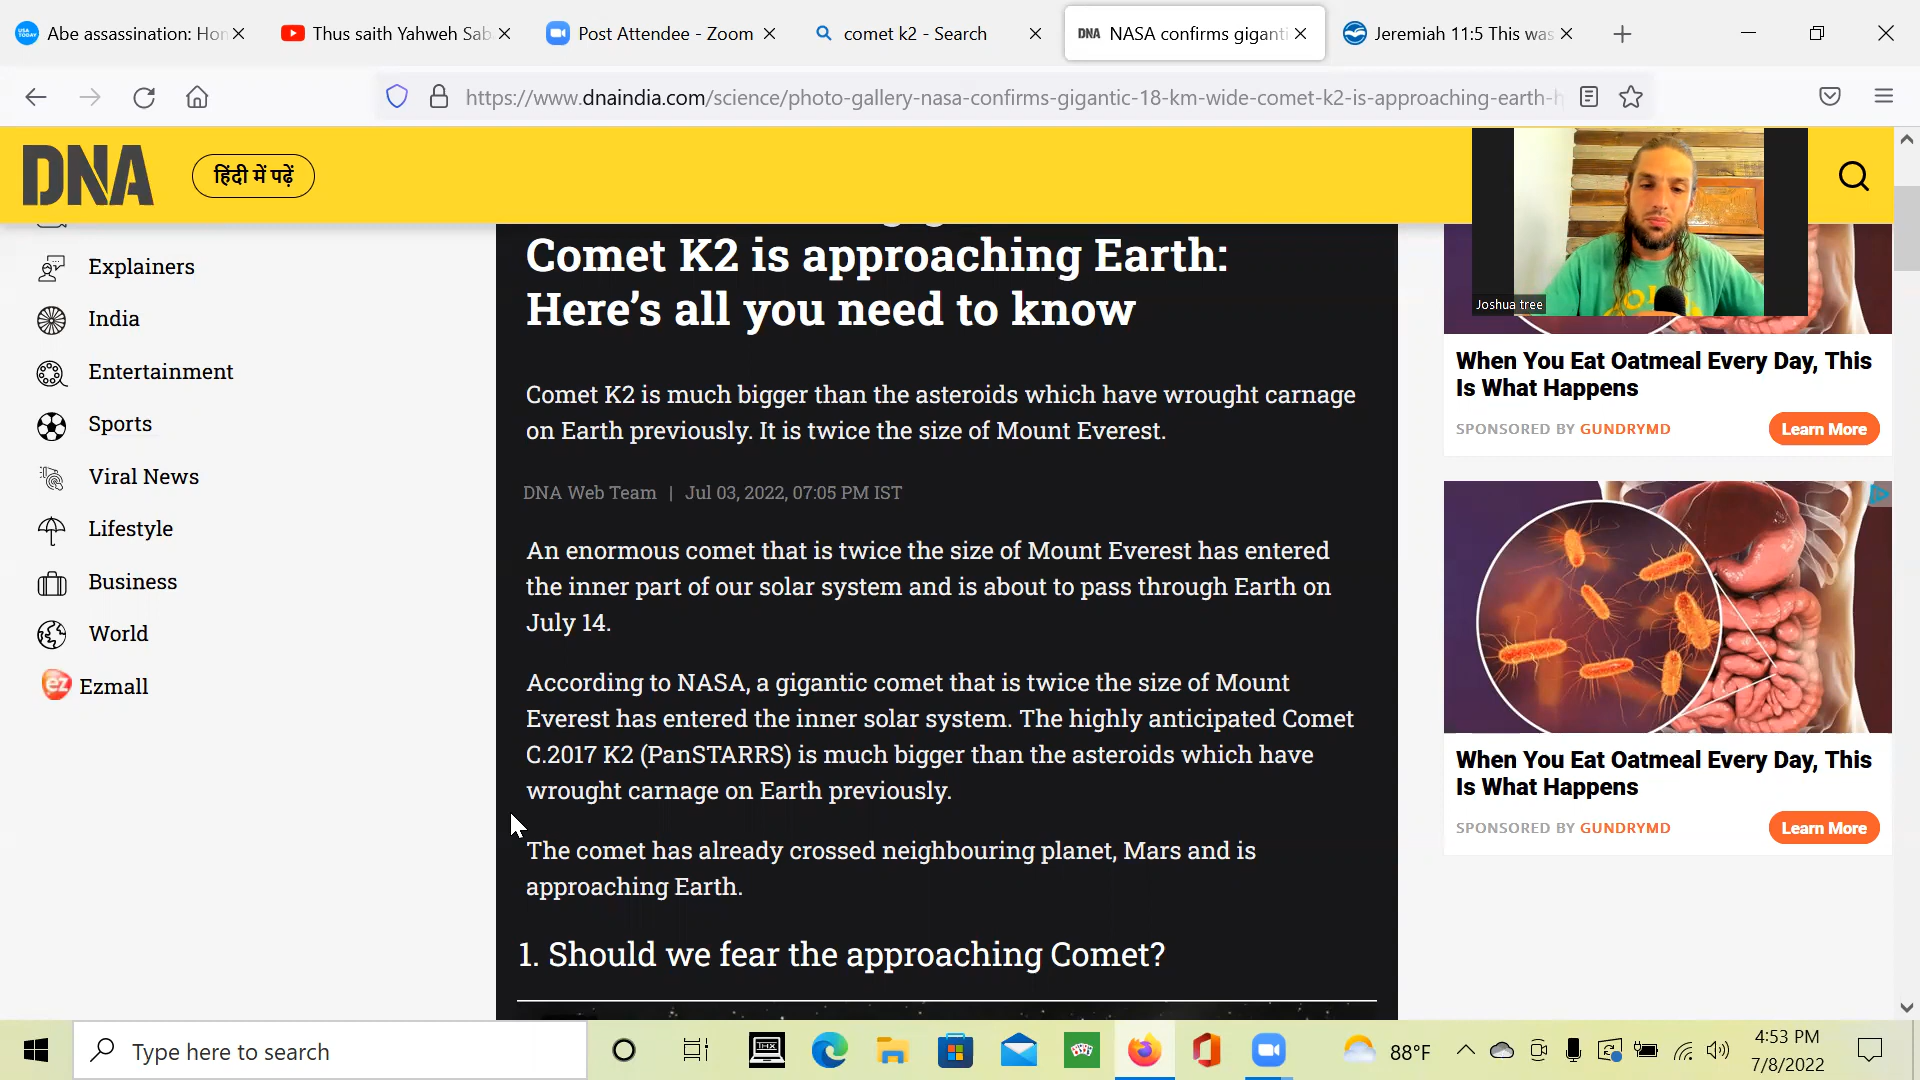 Abe assassination: Hon
Thus saith Yahweh Sab
Post Attendee - Zoom
comet k2 - Search
DNA NASA confirms giganti
Jeremiah 11:5 This was
https://www.dnaindia.com/science/photo-gallery-nasa-confirms-gigantic-18-km-wide-comet-k2-is-approaching-earth-h
DNA
हिंदी में पढ़ें
Explainers
India
Entertainment
Sports
Viral News
Lifestyle
Business
World
ez Ezmall
Comet K2 is approaching Earth:
Here’s all you need to know
Comet K2 is much bigger than the asteroids which have wrought carnage
on Earth previously. It is twice the size of Mount Everest.
DNA Web Team | Jul 03, 2022, 07:05 PM IST
An enormous comet that is twice the size of Mount Everest has entered
the inner part of our solar system and is about to pass through Earth on
July 14.
According to NASA, a gigantic comet that is twice the size of Mount
Everest has entered the inner solar system. The highly anticipated Comet
C.2017 K2 (PanSTARRS) is much bigger than the asteroids which have
wrought carnage on Earth previously.
The comet has already crossed neighbouring planet, Mars and is
approaching Earth.
1. Should we fear the approaching Comet?
Joshua tree
When You Eat Oatmeal Every Day, This
Is What Happens
SPONSORED BY GUNDRYMD
Learn More
When You Eat Oatmeal Every Day, This
Is What Happens
SPONSORED BY GUNDRYMD
Learn More
Type here to search
88°F
4:53 PM
7/8/2022